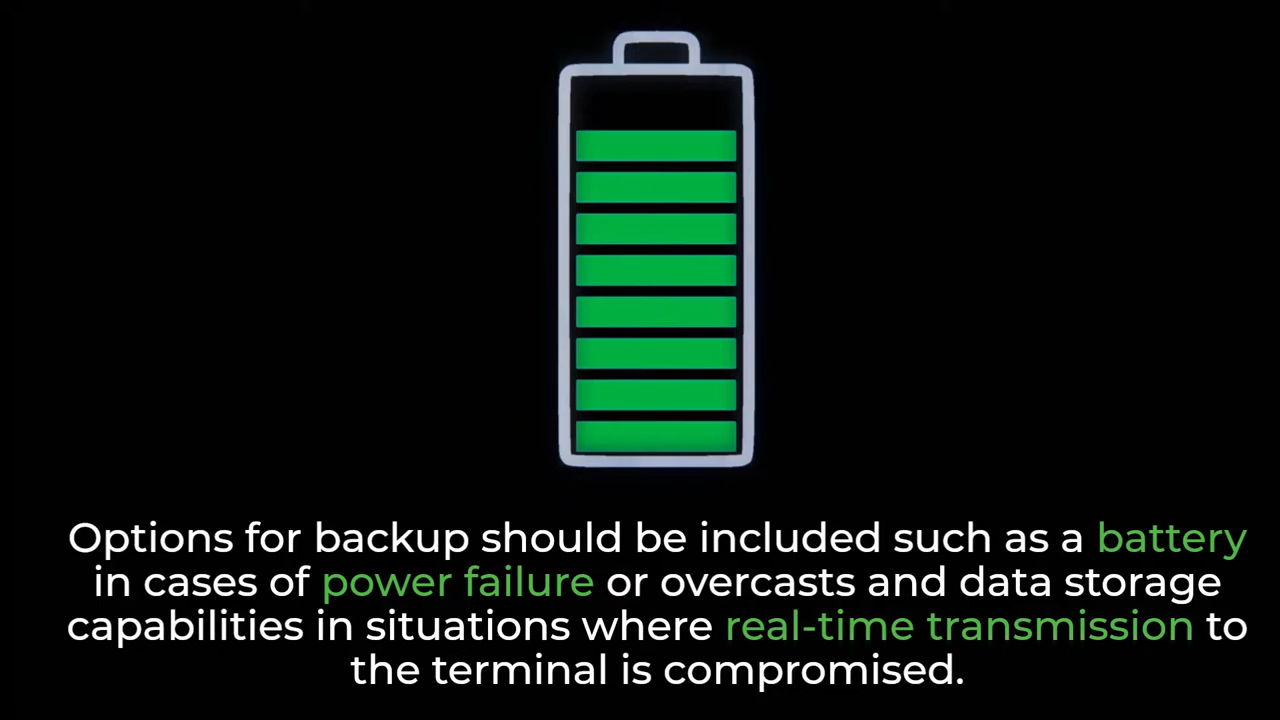 Options for backup should be included such as a battery
in cases of power failure or overcasts and data storage
capabilities in situations where real-time transmission to
the terminal is compromised.